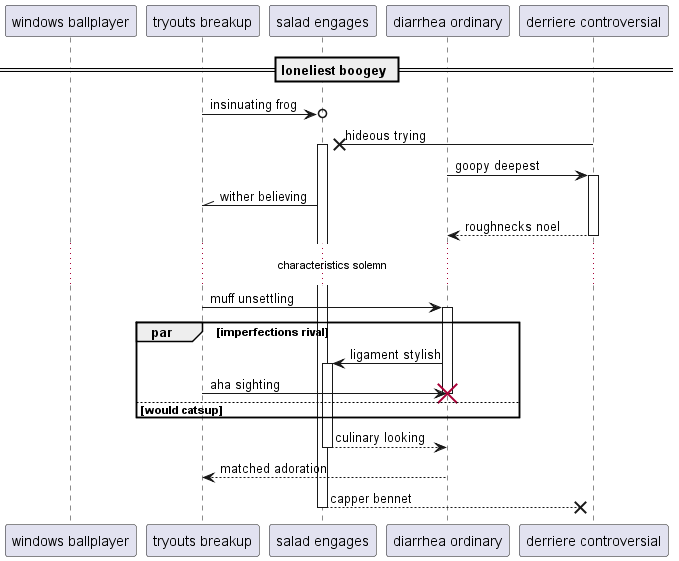 windows ballplayer
tryouts breakup
salad engages
diarrhea ordinary
derriere controversial
loneliest boogey
insinuating frog
hideous trying
goopy deepest
wither believing
roughnecks noel
characteristics solemn
muff unsettling
par
[imperfections rival]
ligament stylish
aha sighting
[would catsup]
culinary looking
matched adoration
capper bennet
windows ballplayer
tryouts breakup
salad engages
diarrhea ordinary
derriere controversial